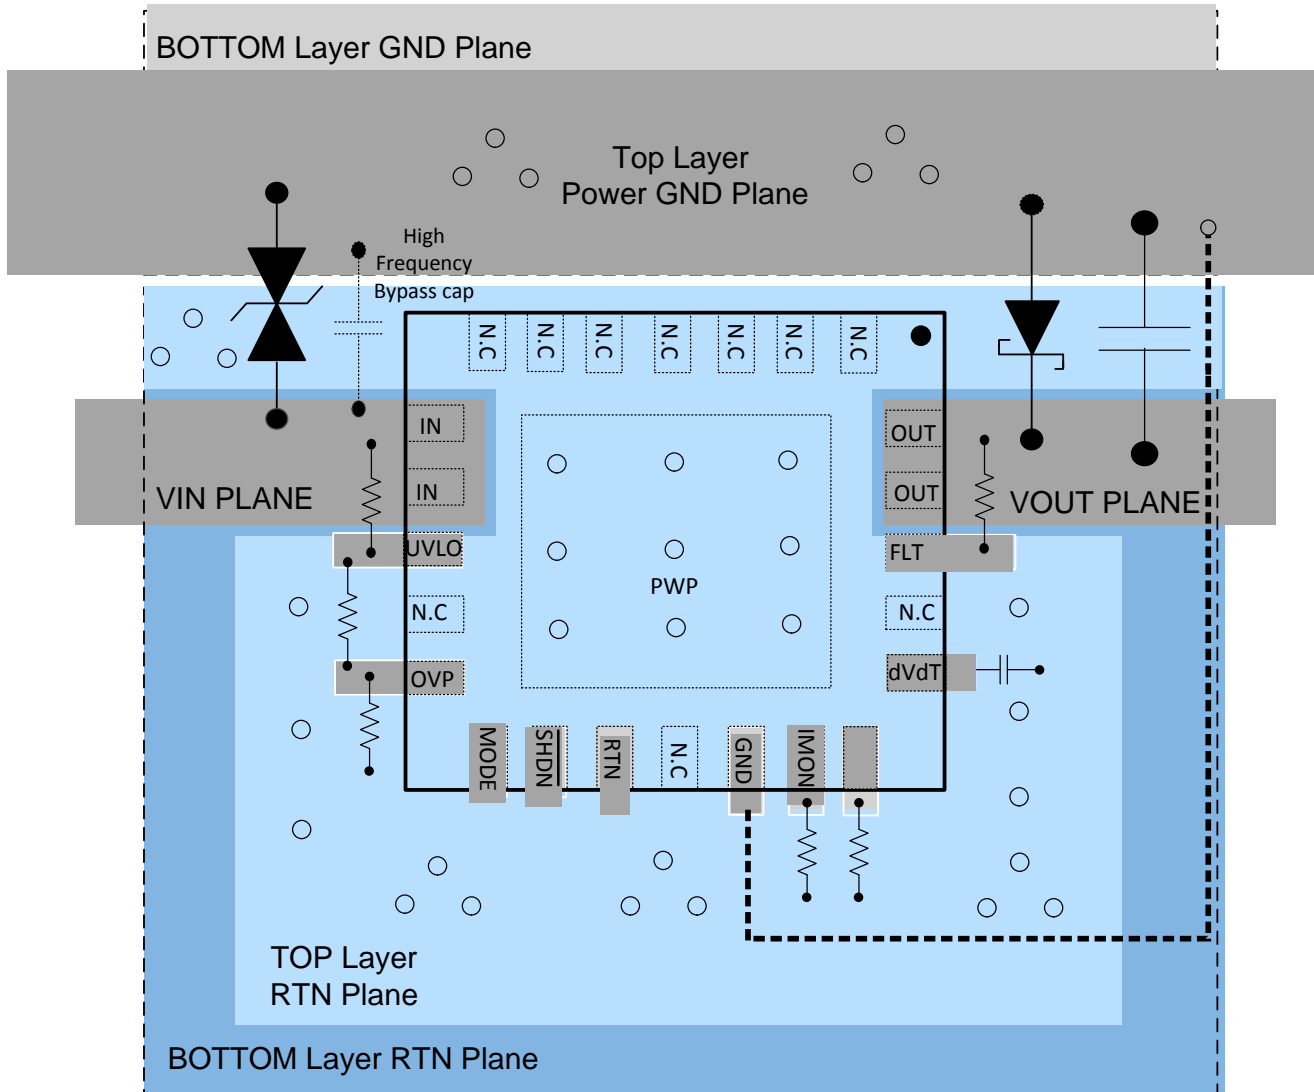 BOTTOM Layer GND Plane
Top Layer
Power GND Plane
High
Frequency
Bypass cap
N.C
N.C
N.C
N.C
N.C
N.C
N.C
IN
OUT
IN
OUT
VIN PLANE
VOUT PLANE
UVLO
FLT
PWP
N.C
N.C
OVP
dVdT
MODE
SHDN
RTN
N.C
GND
IMON
TOP Layer
RTN Plane
BOTTOM Layer RTN Plane